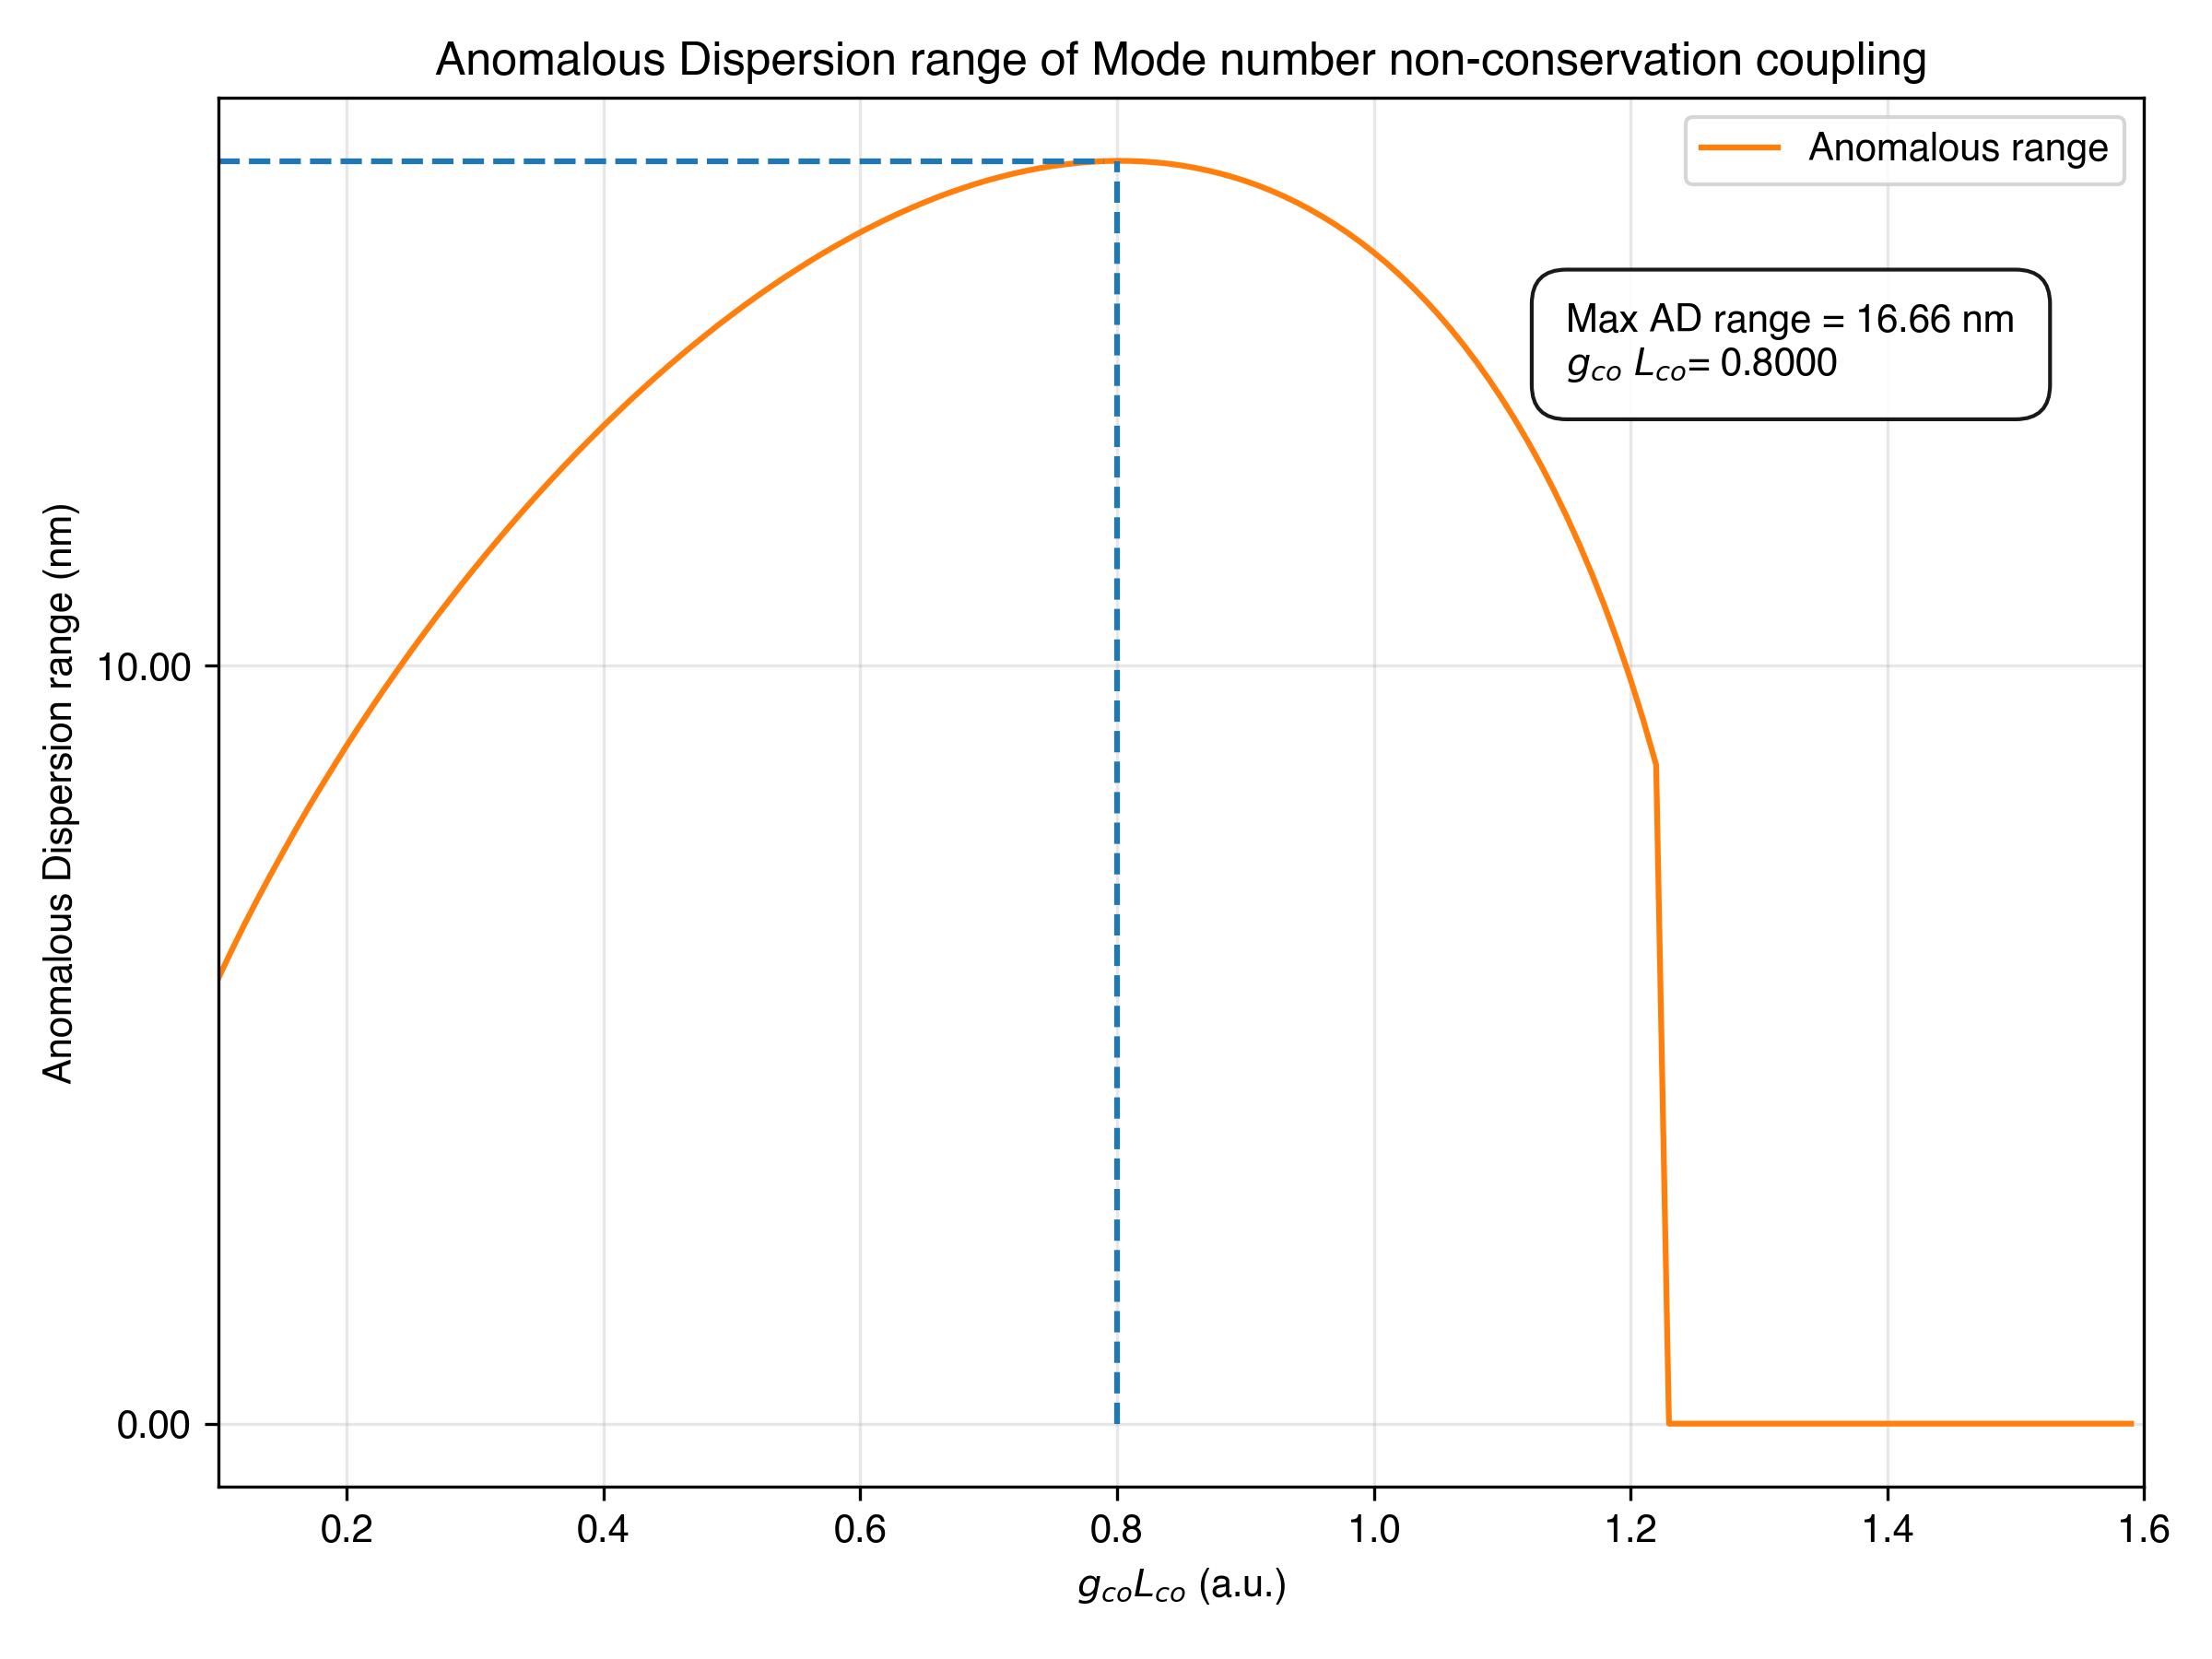 Anomalous Dispersion range of Mode number non-conservation coupling
Anomalous range
Max AD range = 16.66 nm
g_co L_co= 0.8000
Anomalous Dispersion range (nm)
10.00
0.00
0.2 0.4 0.6 0.8 1.0 1.2 1.4 1.6
g_coL_co (a.u.)